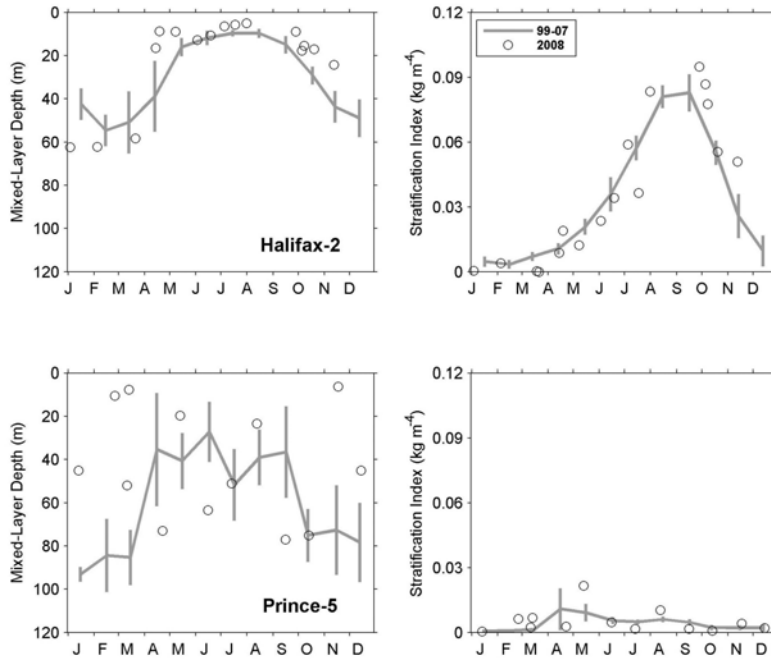 0
20
40
60
80
100
120
Mixed-Layer Depth (m)
Halifax-2
J F M A M J J A S O N D
0.12
0.09
0.06
0.03
0
Stratification Index (kg m-4)
99-07
2008
J F M A M J J A S O N D
0
20
40
60
80
100
120
Mixed-Layer Depth (m)
Prince-5
J F M A M J J A S O N D
0.12
0.09
0.06
0.03
0
Stratification Index (kg m-4)
J F M A M J J A S O N D